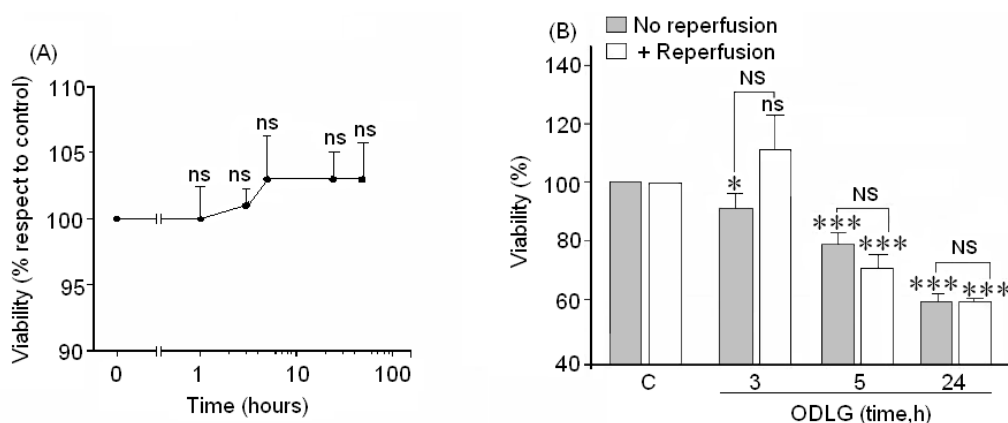 (A)
Viability (% respect to control)
110
105
100
95
90
ns
ns
ns
ns
ns
0
1
10
100
Time (hours)
(B)
No reperfusion
+ Reperfusion
Viability (%)
140
120
100
80
60
40
NS
ns
*
NS
***
***
NS
***
***
C
3
5
24
ODLG (time,h)